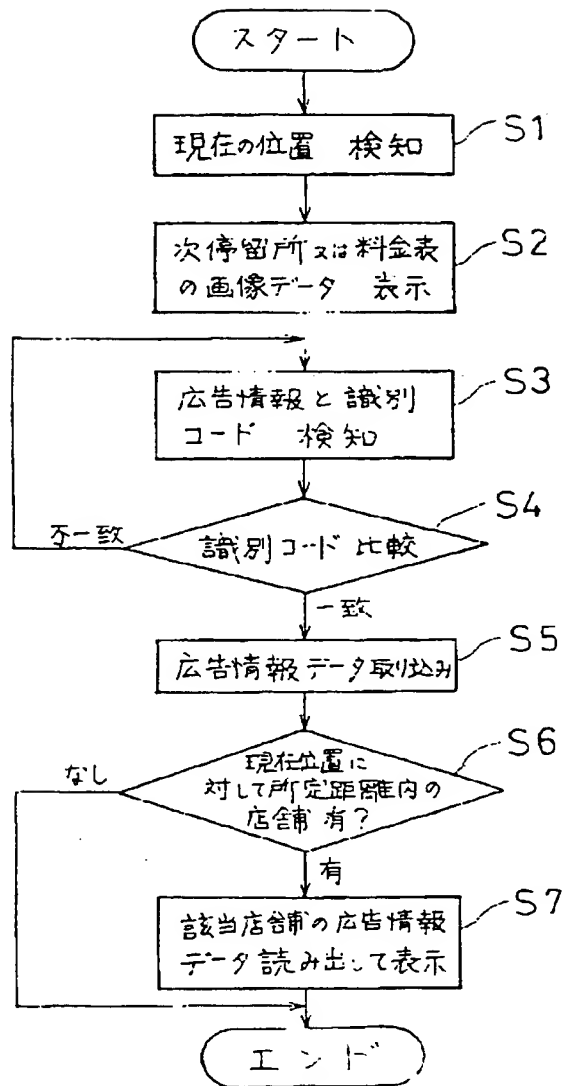 スタート
現在の位置 検知
S1
次停留所又は料金表
の画像データ 表示
S2
広告情報と識別
コード 検知
S3
識別コード比較
S4
不一致
一致
広告情報データ取り込み
S5
現在位置に
対して所定距離内の
店舗有?
S6
なし
有
該当店舗の広告情報
データ読み出して表示
S7
エンド